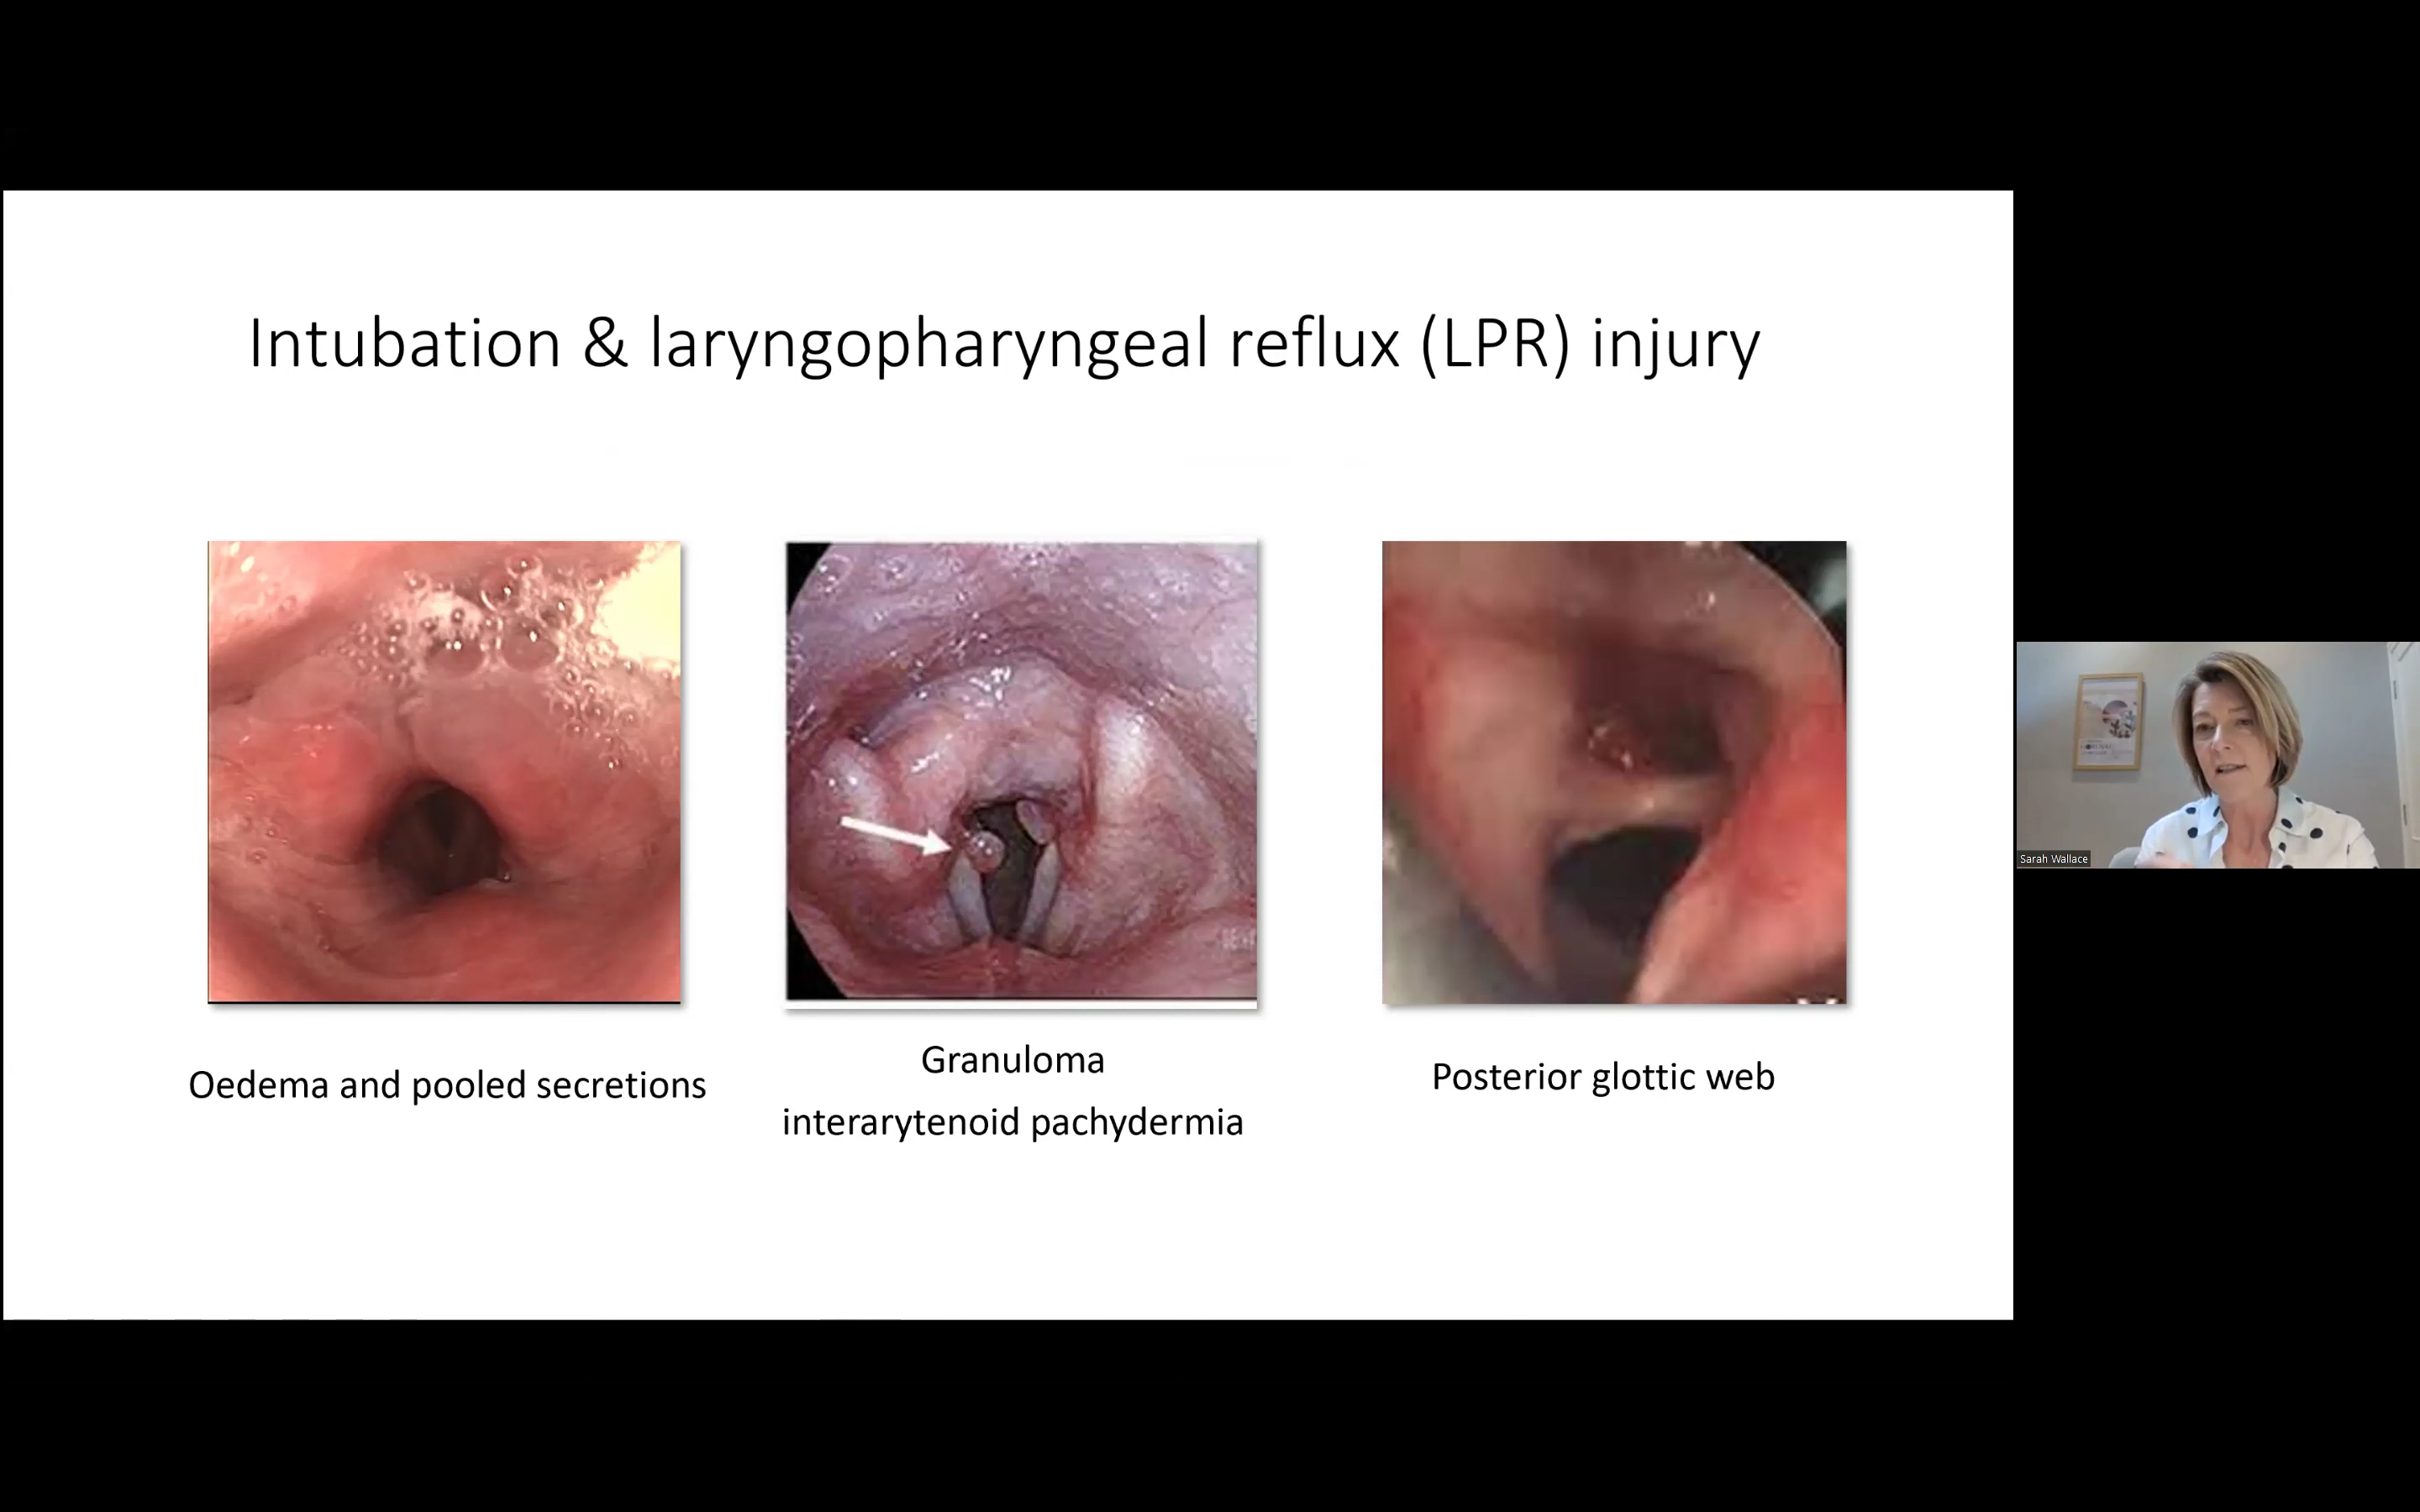 Intubation & laryngopharyngeal reflux (LPR) injury
Oedema and pooled secretions
Granuloma
interarytenoid pachydermia
Posterior glottic web
Sarah Wallace